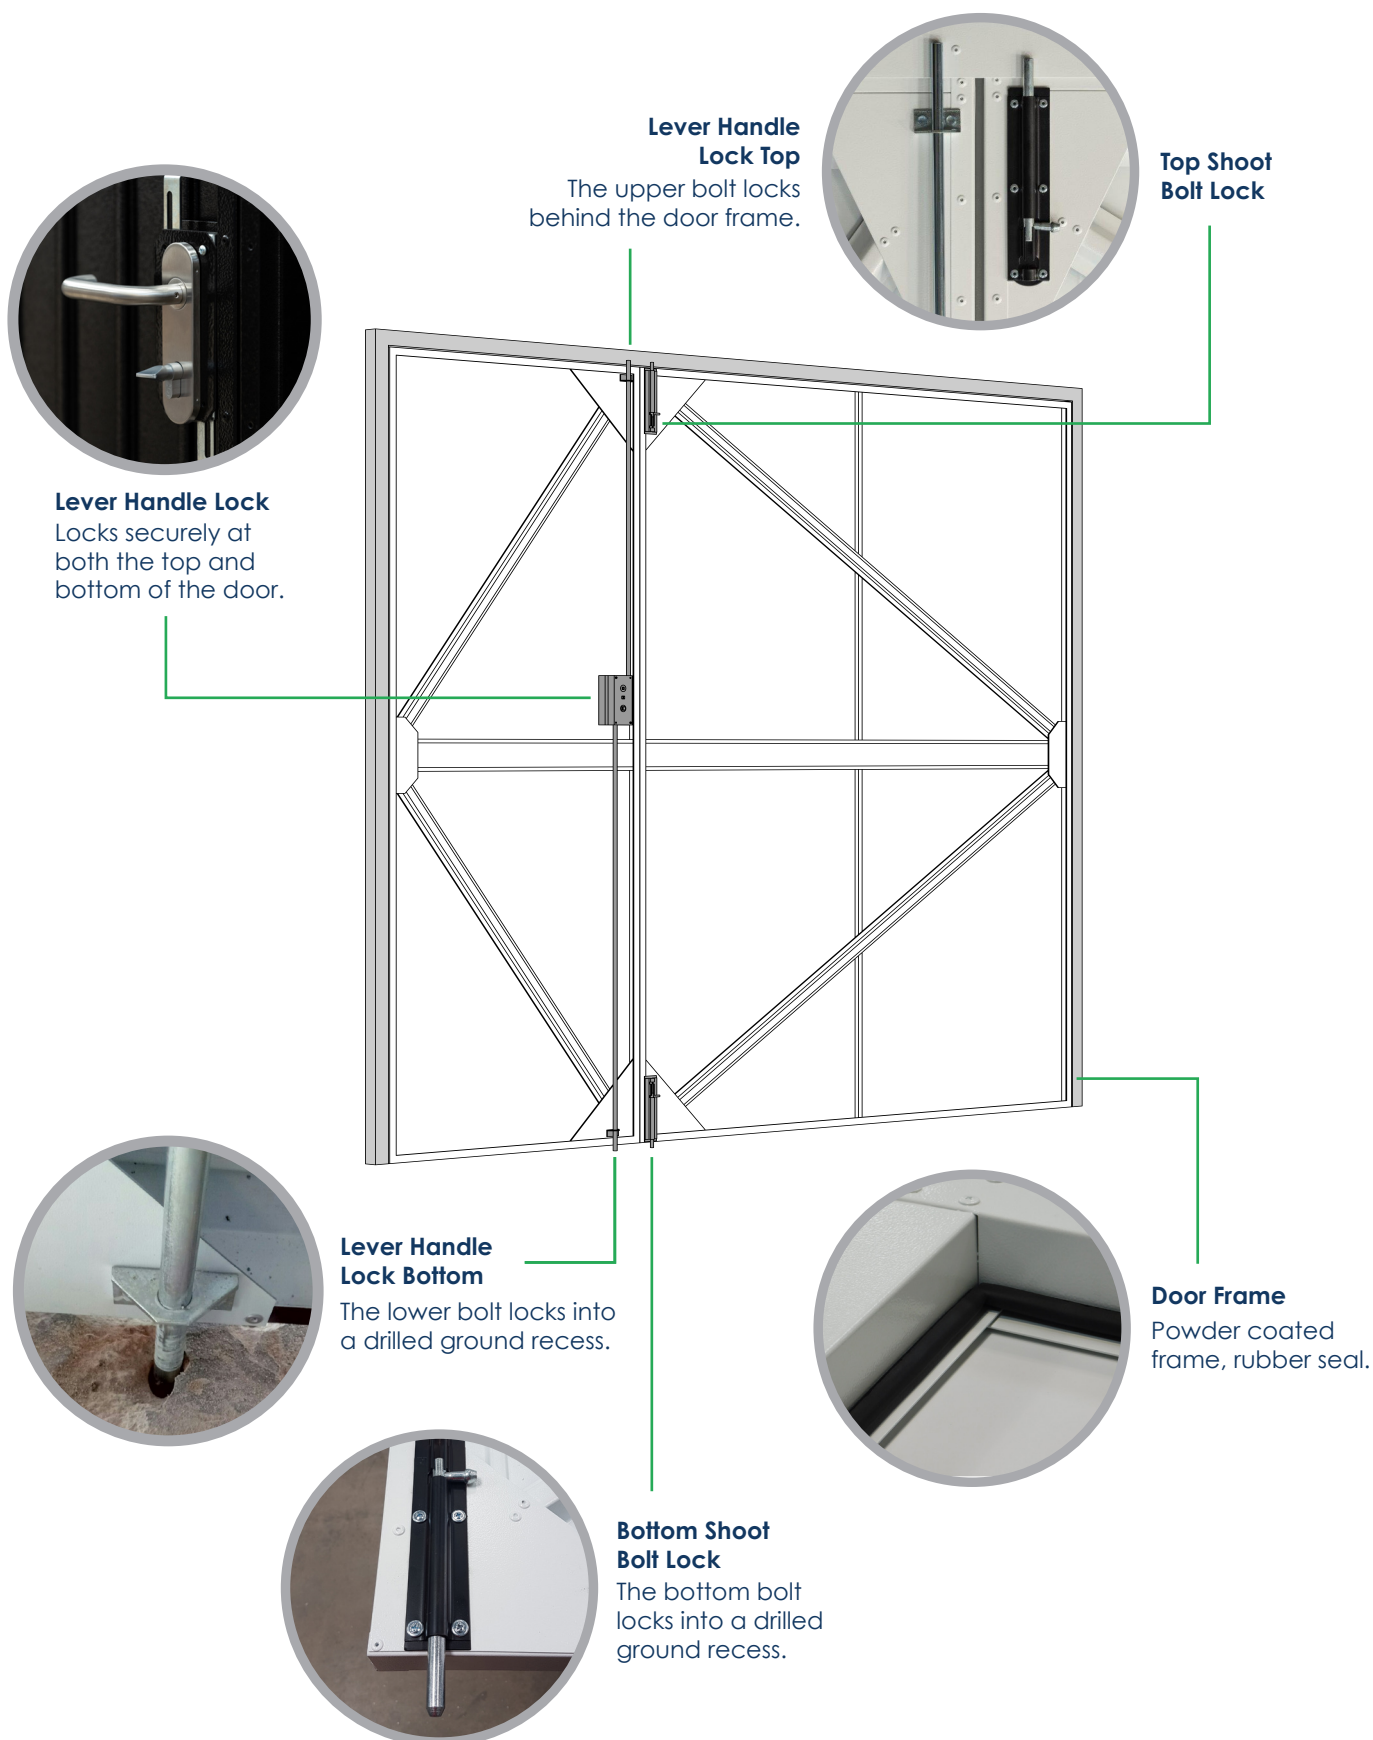 Lever Handle
Lock Top
The upper bolt locks
behind the door frame.
Top Shoot
Bolt Lock
Lever Handle Lock
Locks securely at
both the top and
bottom of the door.
Lever Handle
Lock Bottom
The lower bolt locks into
a drilled ground recess.
Door Frame
Powder coated
frame, rubber seal.
Bottom Shoot
Bolt Lock
The bottom bolt
locks into a drilled
ground recess.